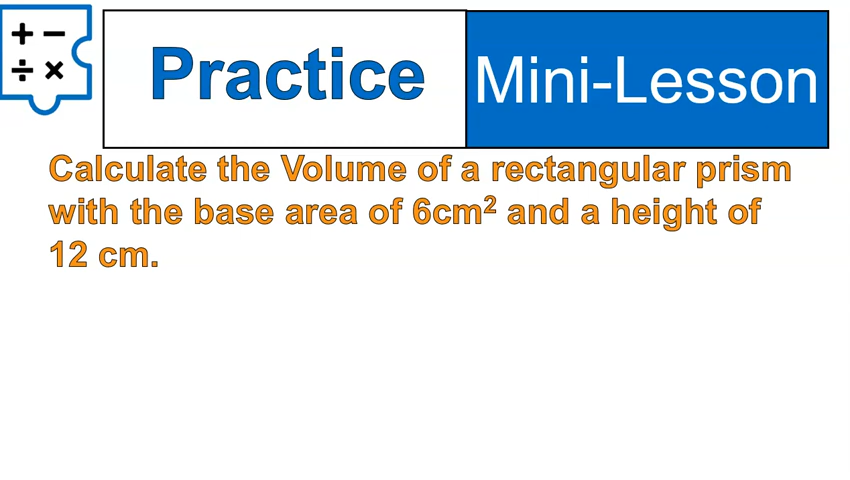 + −
÷ ×
Practice
Mini-Lesson
Calculate the Volume of a rectangular prism
with the base area of 6cm² and a height of
12 cm.